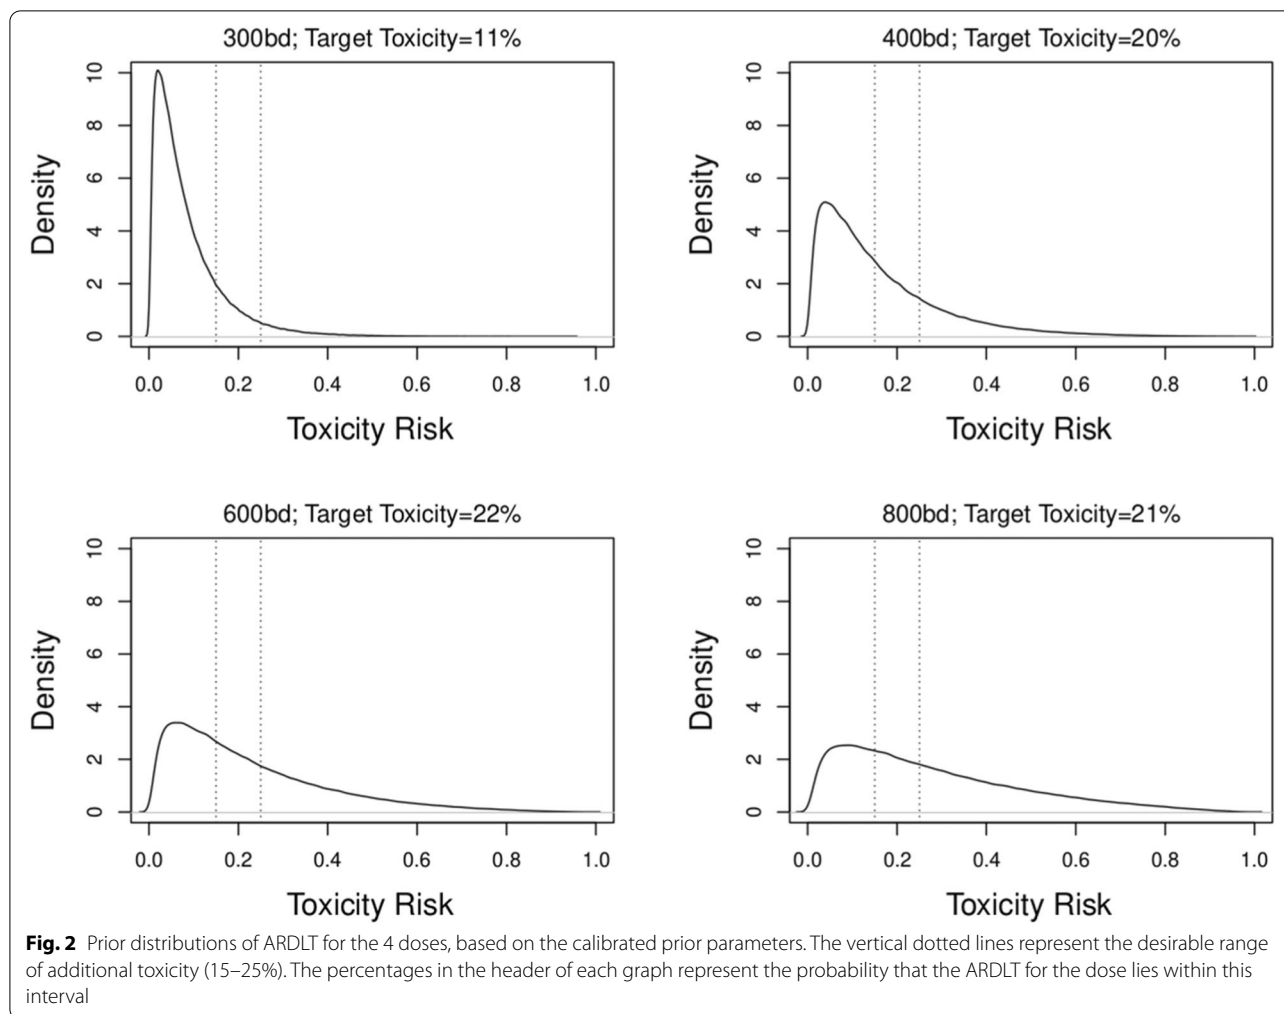 300bd; Target Toxicity=11%
10
8
6
4
2
0
Density
0.0 0.2 0.4 0.6 0.8 1.0
Toxicity Risk
400bd; Target Toxicity=20%
10
8
6
4
2
0
Density
0.0 0.2 0.4 0.6 0.8 1.0
Toxicity Risk
600bd; Target Toxicity=22%
10
8
6
4
2
0
Density
0.0 0.2 0.4 0.6 0.8 1.0
Toxicity Risk
800bd; Target Toxicity=21%
10
8
6
4
2
0
Density
0.0 0.2 0.4 0.6 0.8 1.0
Toxicity Risk
Fig. 2 Prior distributions of ARDLT for the 4 doses, based on the calibrated prior parameters. The vertical dotted lines represent the desirable range
of additional toxicity (15–25%). The percentages in the header of each graph represent the probability that the ARDLT for the dose lies within this
interval